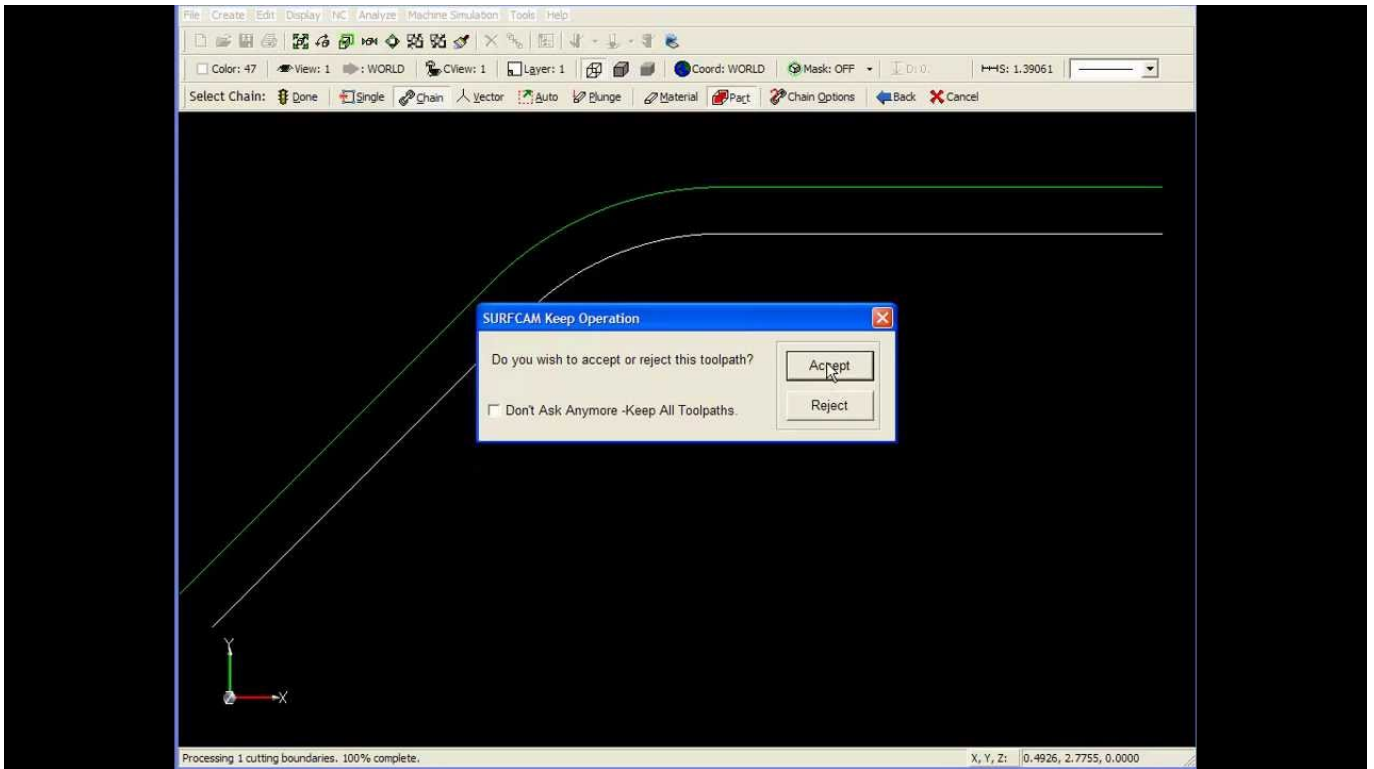 File Create Edit Display NC Analyze Machine Simulation Tools Help
Color: 47 View: 1 : WORLD CView: 1 Layer: 1 Coord: WORLD Mask: OFF D: 0. S: 1.39061
Select Chain: Done Single Chain Vector Auto Plunge Material Part Chain Options Back Cancel
SURFCAM Keep Operation
Do you wish to accept or reject this toolpath?
Accept
Don't Ask Anymore -Keep All Toolpaths.
Reject
Y
X
Processing 1 cutting boundaries. 100% complete. X, Y, Z: 0.4926, 2.7755, 0.0000